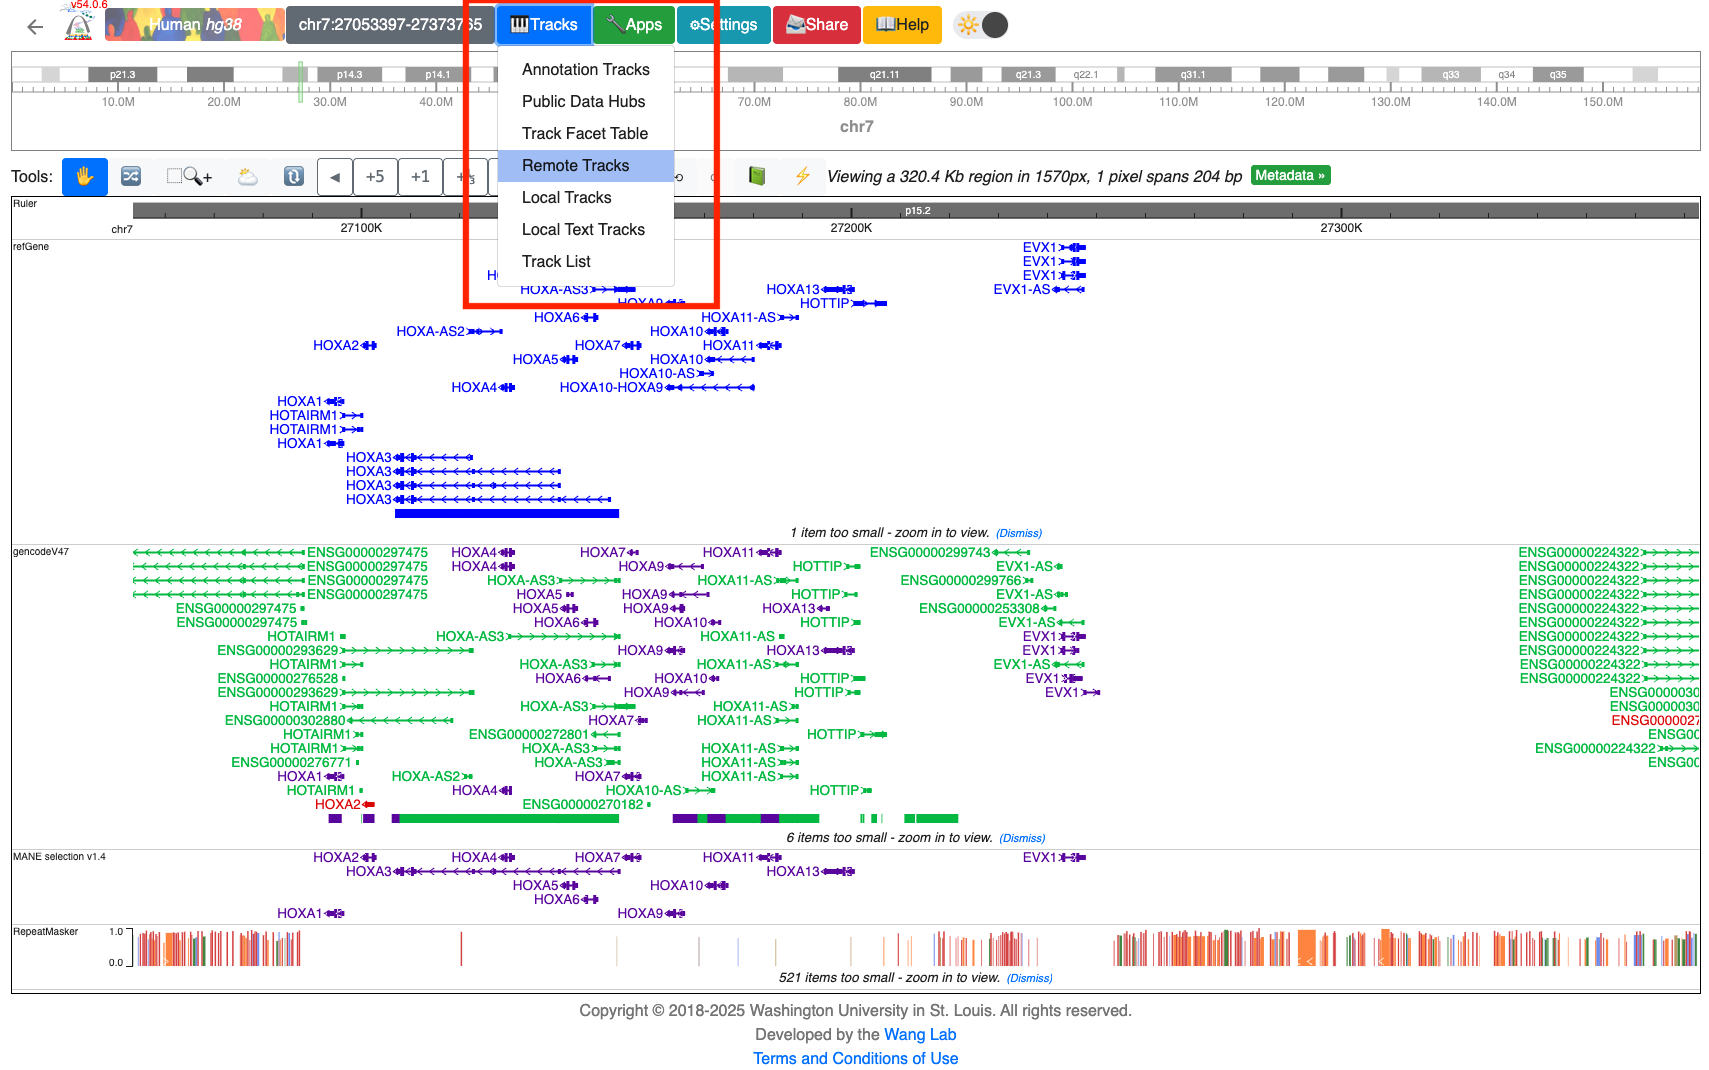 v54.0.6
Human hg38
chr7:27053397-27373765
Tracks
Apps
Settings
Share
Help
Annotation Tracks
Public Data Hubs
Track Facet Table
Remote Tracks
Local Tracks
Local Text Tracks
Track List
p21.3 p14.3 p14.1 q21.11 q21.3 q22.1 q31.1 q33 q34 q35
10.0M 20.0M 30.0M 40.0M 70.0M 80.0M 90.0M 100.0M 110.0M 120.0M 130.0M 140.0M 150.0M
chr7
Tools: +5 +1 Viewing a 320.4 Kb region in 1570px, 1 pixel spans 204 bp Metadata »
Ruler p15.2
chr7 27100K 27200K 27300K
refGene EVX1
EVX1
EVX1
HOXA-AS3 HOXA13 EVX1-AS
HOXA9 HOTTIP
HOXA6 HOXA11-AS
HOXA-AS2 HOXA10
HOXA2 HOXA7 HOXA11
HOXA5 HOXA10
HOXA10-AS
HOXA4 HOXA10-HOXA9
HOXA1
HOTAIRM1
HOTAIRM1
HOXA1
HOXA3
HOXA3
HOXA3
HOXA3
1 item too small - zoom in to view. (Dismiss)
gencodeV47 ENSG00000297475 HOXA4 HOXA7 HOXA11 ENSG00000299743 ENSG00000224322
ENSG00000297475 HOXA4 HOXA9 HOTTIP EVX1-AS ENSG00000224322
ENSG00000297475 HOXA-AS3 HOXA11-AS ENSG00000299766 ENSG00000224322
ENSG00000297475 HOXA5 HOXA9 HOTTIP EVX1-AS ENSG00000224322
ENSG00000297475 HOXA5 HOXA9 HOXA13 ENSG00000253308 ENSG00000224322
ENSG00000297475 HOXA6 HOXA10 HOTTIP EVX1-AS ENSG00000224322
HOTAIRM1 HOXA-AS3 HOXA11-AS EVX1 ENSG00000224322
ENSG00000293629 HOXA9 HOXA13 EVX1 ENSG00000224322
HOTAIRM1 HOXA-AS3 HOXA11-AS EVX1-AS ENSG00000224322
ENSG00000276528 HOXA6 HOXA10 HOTTIP EVX1 ENSG00000224322
ENSG00000293629 HOXA9 HOTTIP EVX1 ENSG0000030
HOTAIRM1 HOXA-AS3 HOXA11-AS ENSG0000030
ENSG00000302880 HOXA7 HOXA11-AS ENSG0000027
HOTAIRM1 ENSG00000272801 HOTTIP ENSG00
HOTAIRM1 HOXA-AS3 HOXA11-AS ENSG00000224322
ENSG00000276771 HOXA-AS3 HOXA11-AS ENSG00
HOXA1 HOXA-AS2 HOXA7 HOXA11-AS
HOTAIRM1 HOXA4 HOXA10-AS HOTTIP
HOXA2 ENSG00000270182
6 items too small - zoom in to view. (Dismiss)
MANE selection v1.4 HOXA2 HOXA4 HOXA7 HOXA11 EVX1
HOXA3 HOXA13
HOXA5 HOXA10
HOXA6
HOXA1 HOXA9
RepeatMasker 1.0
0.0
521 items too small - zoom in to view. (Dismiss)
Copyright © 2018-2025 Washington University in St. Louis. All rights reserved.
Developed by the Wang Lab
Terms and Conditions of Use